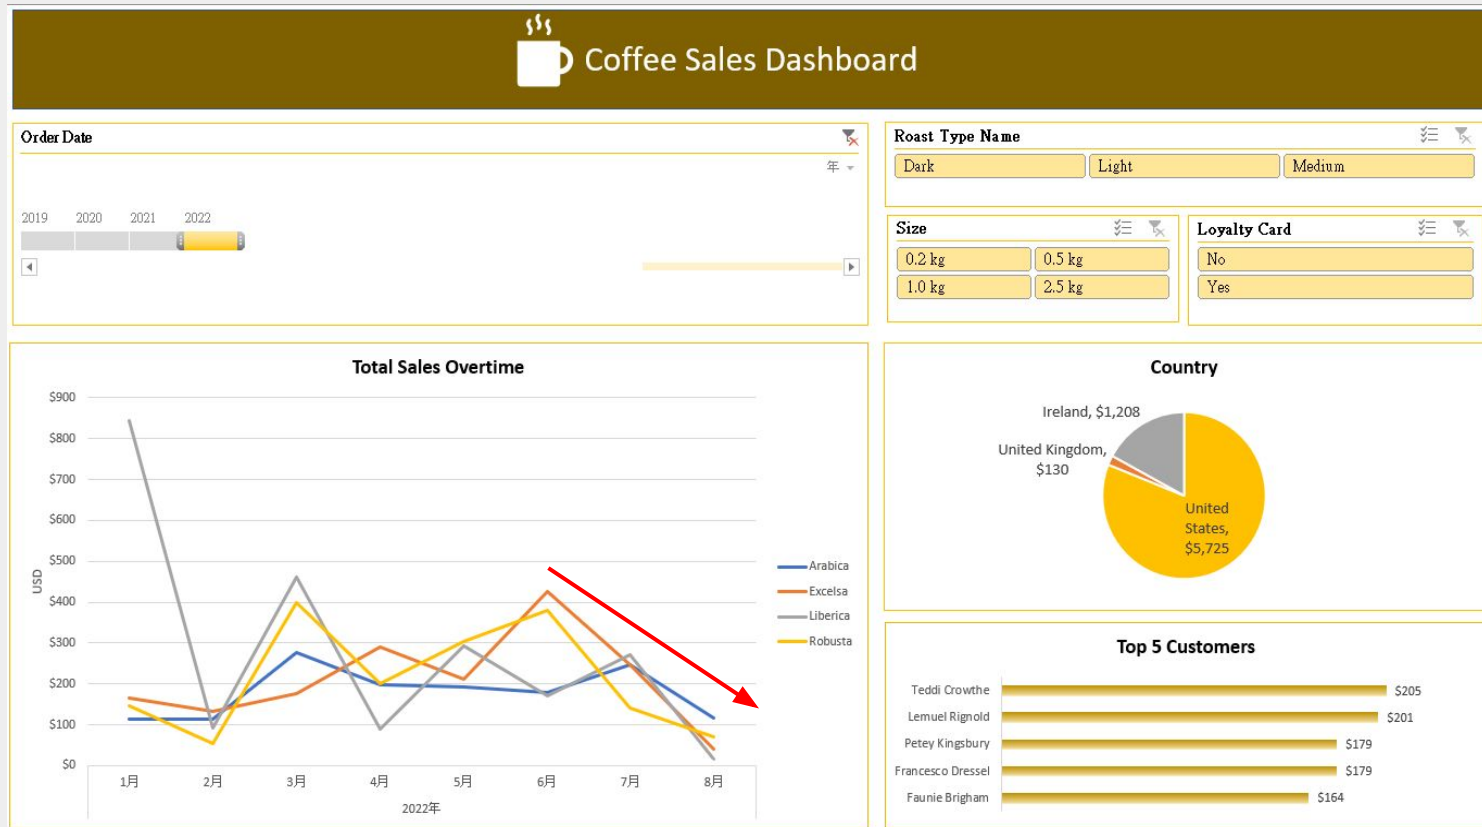 Coffee Sales Dashboard
Order Date
年
2019 2020 2021 2022
Roast Type Name
Dark Light Medium
Size
0.2 kg 0.5 kg
1.0 kg 2.5 kg
Loyalty Card
No
Yes
Total Sales Overtime
$900
$800
$700
$600
$500
$400
$300
$200
$100
$0
USD
1月 2月 3月 4月 5月 6月 7月 8月
2022年
Arabica
Excelsa
Liberica
Robusta
Country
Ireland, $1,208
United Kingdom,
$130
United
States,
$5,725
Top 5 Customers
Teddi Crowthe $205
Lemuel Rignold $201
Petey Kingsbury $179
Francesco Dressel $179
Faunie Brigham $164